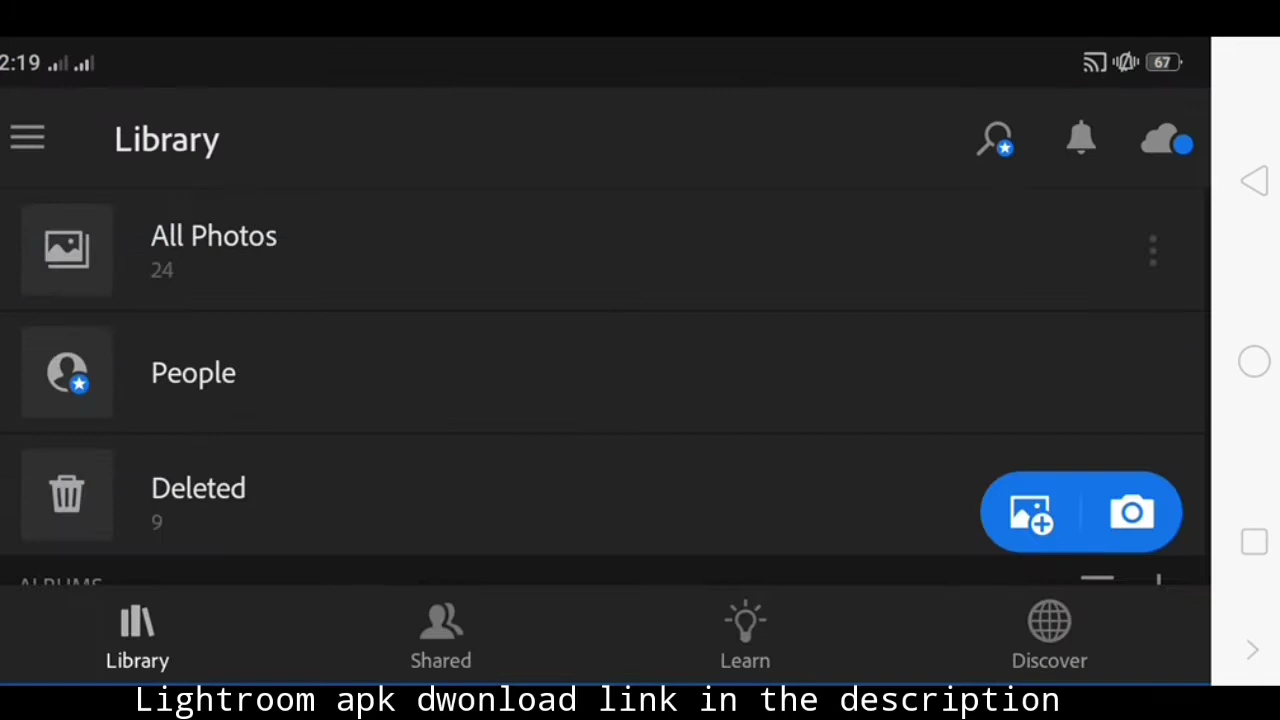 2:19
67
Library
All Photos
24
People
Deleted
9
ALBUMS
Library
Shared
Learn
Discover
Lightroom apk dwonload link in the description